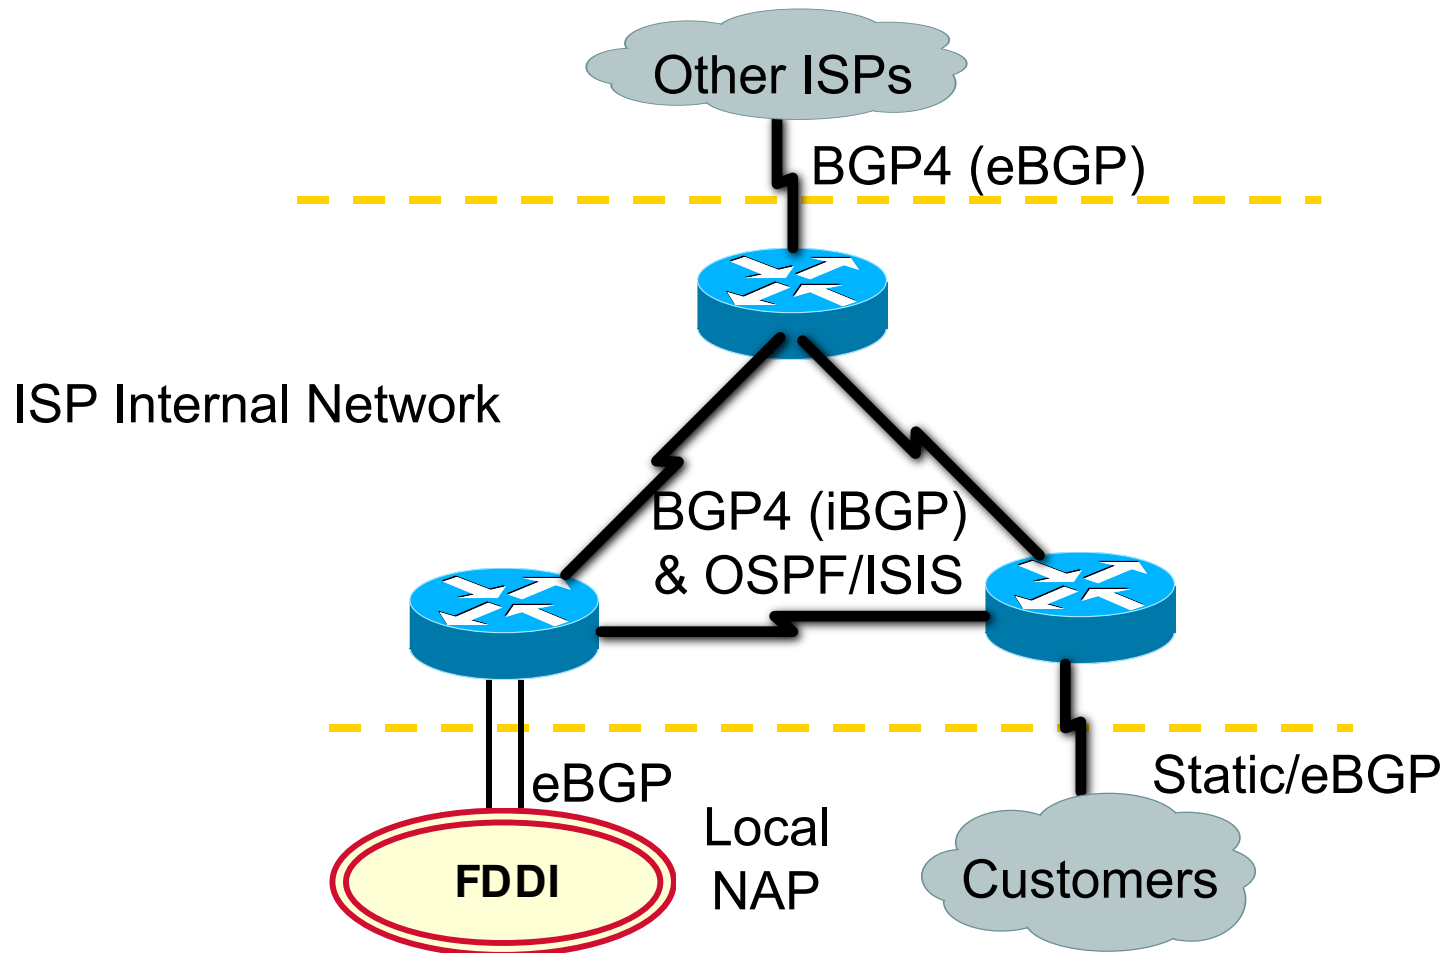 Other ISPs
BGP4 (eBGP)
ISP Internal Network
BGP4 (iBGP)
& OSPF/ISIS
eBGP
Static/eBGP
Local
NAP
FDDI
Customers